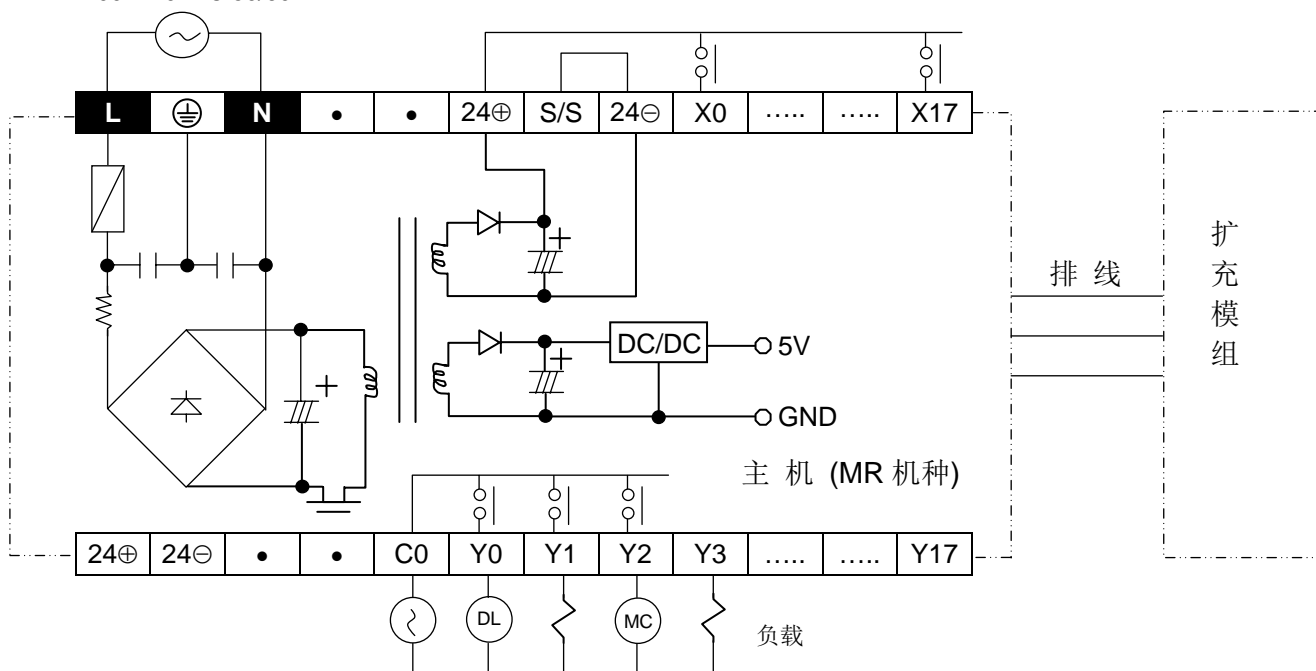 L ⏚ N • • 24⊕ S/S 24⊖ X0 ..... ..... X17
+
DC/DC
5V
+
GND
+
排 线
扩
充
模
组
主 机 (MR 机种)
24⊕ 24⊖ • • C0 Y0 Y1 Y2 Y3 ..... ..... Y17
DL
MC
负载